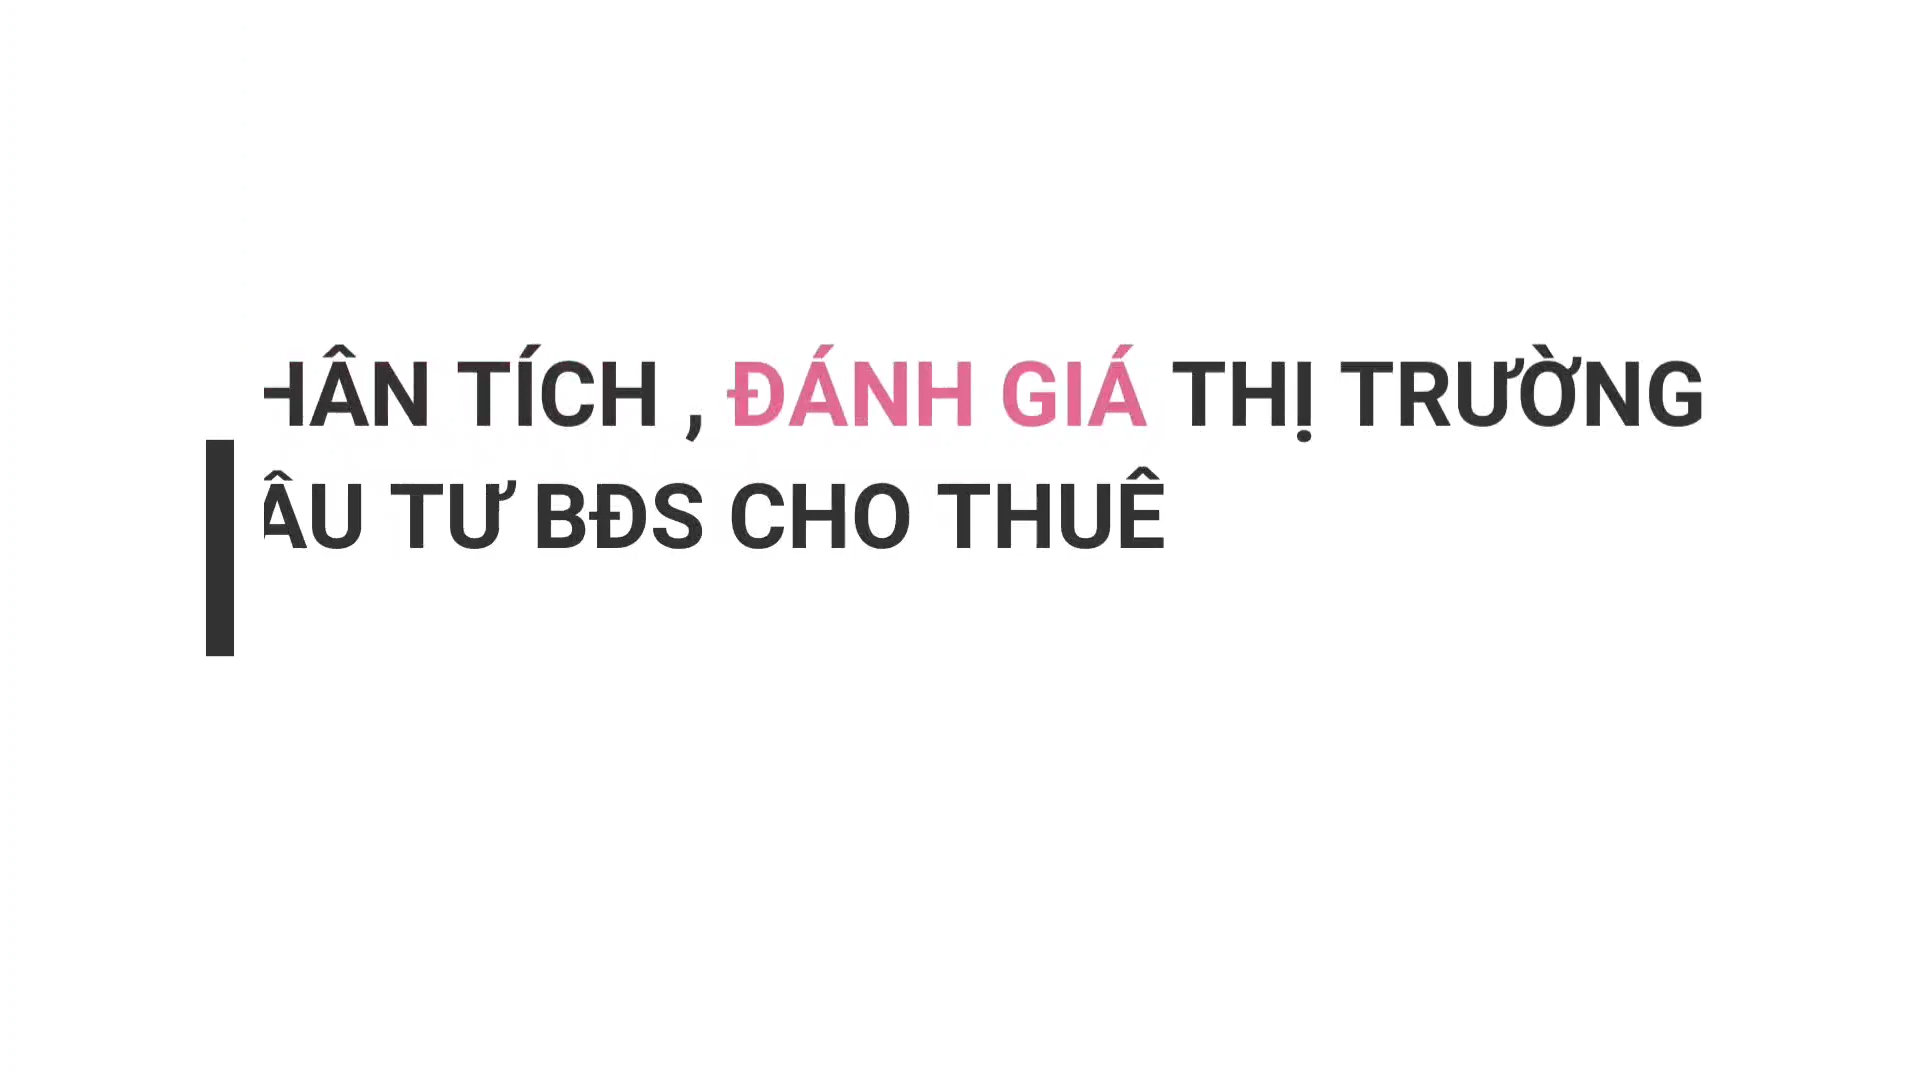 HÂN TÍCH , ĐÁNH GIÁ THỊ TRƯỜNG
ÂU TƯ BĐS CHO THUÊ